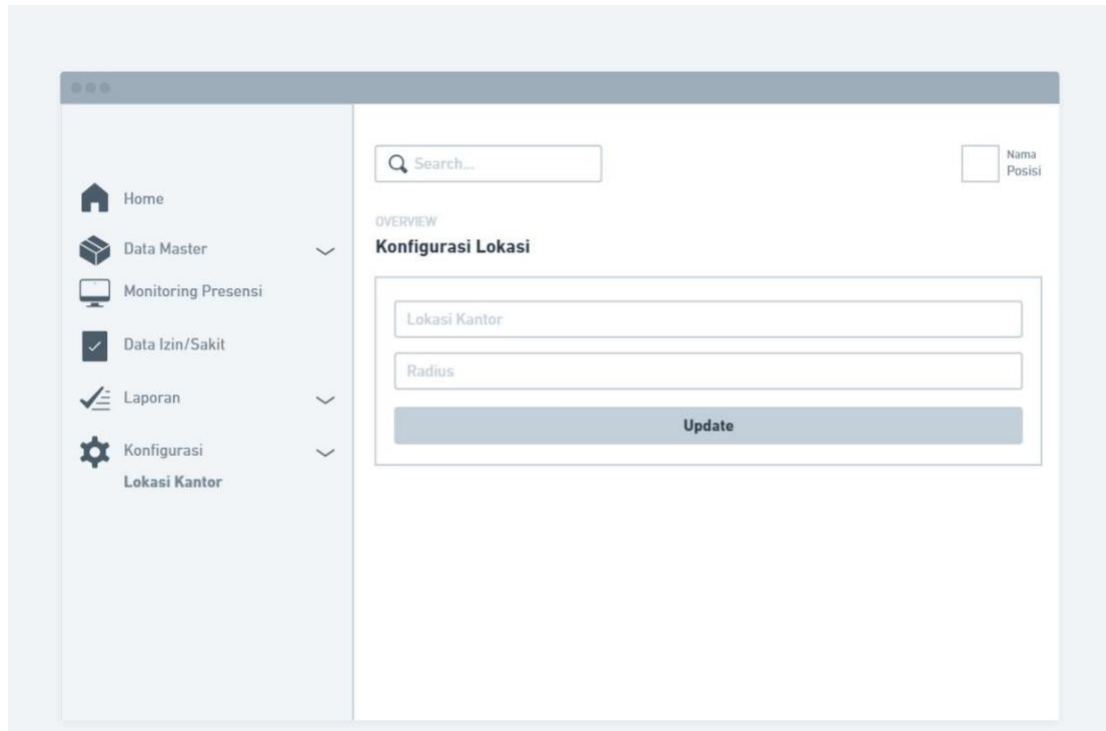 Home
Data Master
Monitoring Presensi
Data Izin/Sakit
Laporan
Konfigurasi
Lokasi Kantor
Search...
Nama
Posisi
OVERVIEW
Konfigurasi Lokasi
Lokasi Kantor
Radius
Update